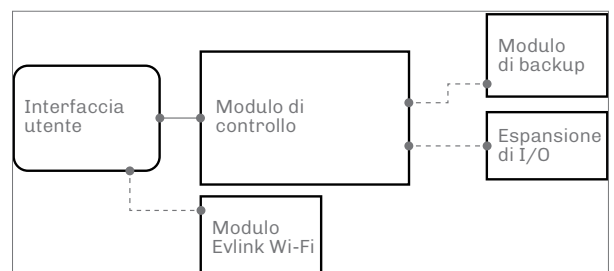 Interfaccia
utente
Modulo di
controllo
Modulo
di backup
Espansione
di I/O
Modulo
Evlink Wi-Fi